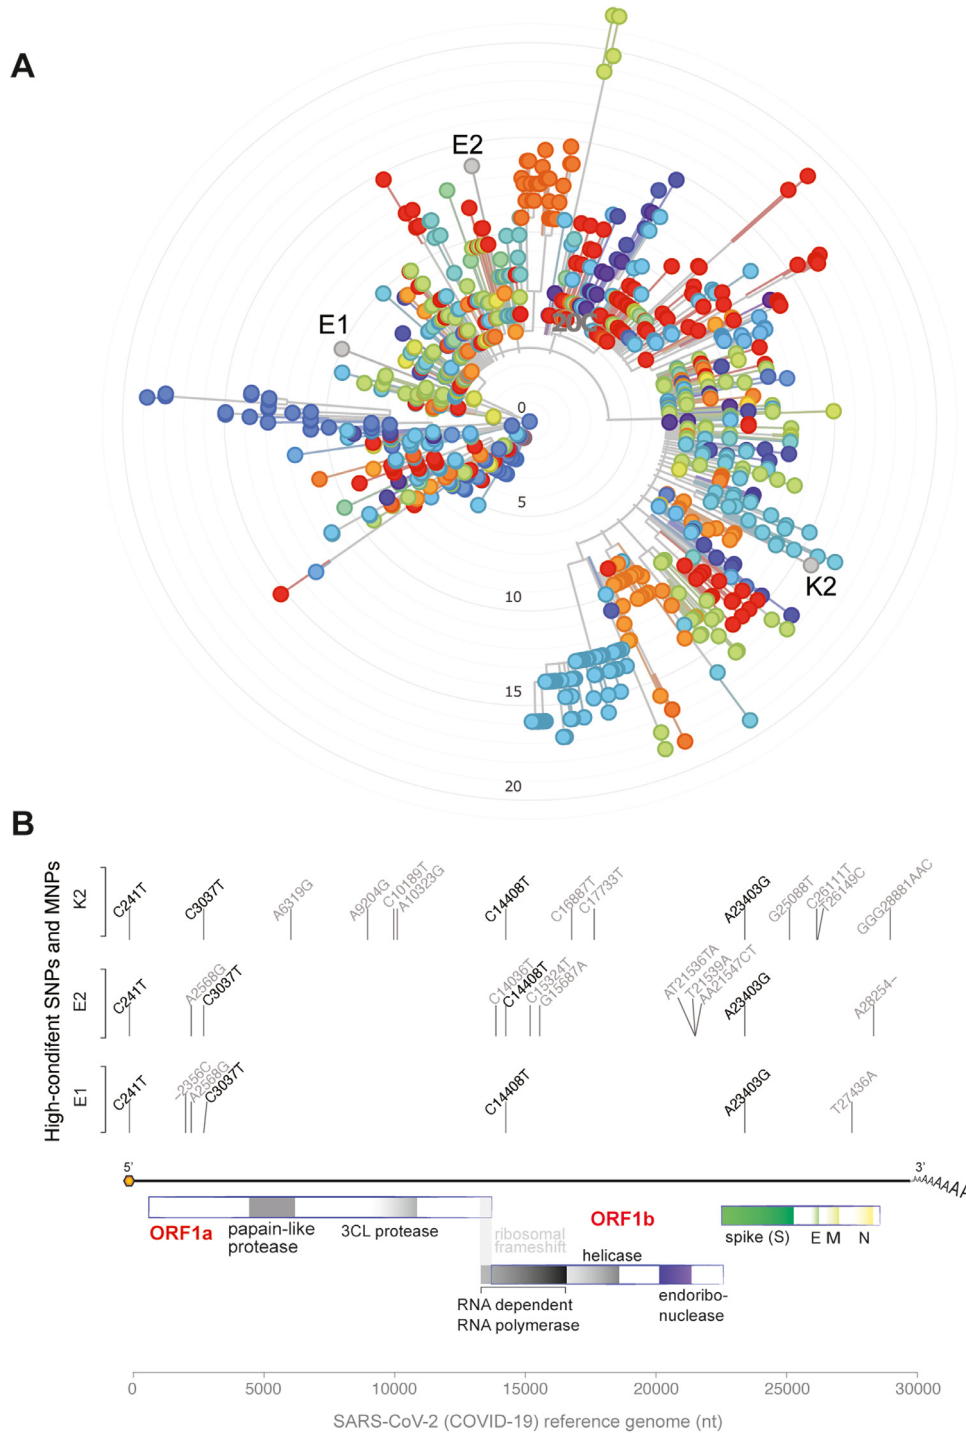 A
E2
E1
20C
0
5
K2
10
15
20
B
High-condifent SNPs and MNPs
K2
C241T
C3037T
A6319G
A9204G
C10189T
A10323G
C14408T
C16887T
C17733T
A23403G
G25088T
C26111T
T26149C
GGG28881AAC
E2
C241T
A2568G
C3037T
C14036T
C14408T
C15324T
G15687A
AT21536TA
T21539A
AA21547CT
A23403G
A28254–
E1
C241T
–2356C
A2568G
C3037T
C14408T
A23403G
T27436A
5'
3'
AAAAAAAA
ORF1a
papain-like
protease
3CL protease
ribosomal
frameshift
ORF1b
helicase
spike (S)
E M N
RNA dependent
RNA polymerase
endoribo-
nuclease
0 5000 10000 15000 20000 25000 30000
SARS-CoV-2 (COVID-19) reference genome (nt)